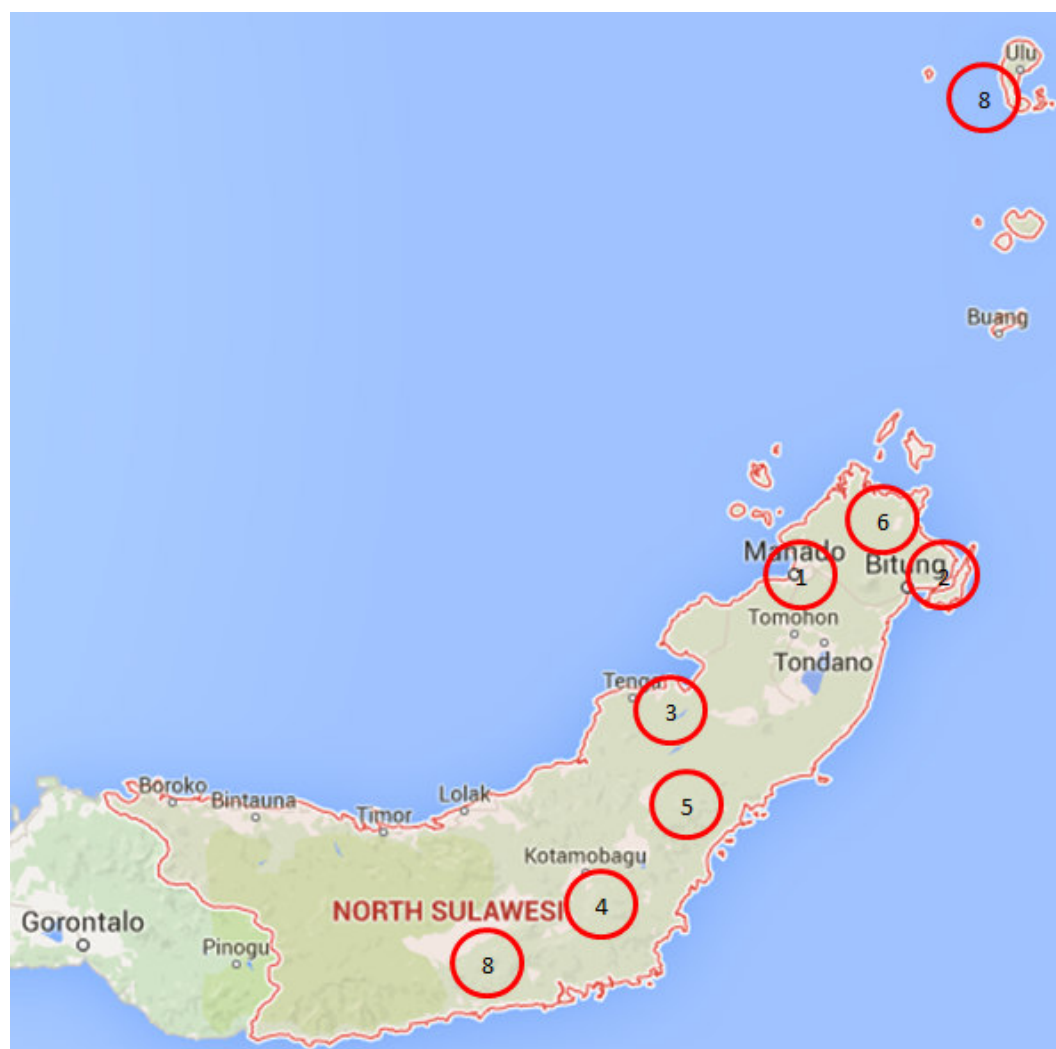 Ulu
8
Buang
6
Manado
Bitung
1
2
Tomohon
Tondano
Tenga
3
Boroko
Bintauna
Timor
Lolak
5
Kotamobagu
4
NORTH SULAWESI
Gorontalo
Pinogu
8